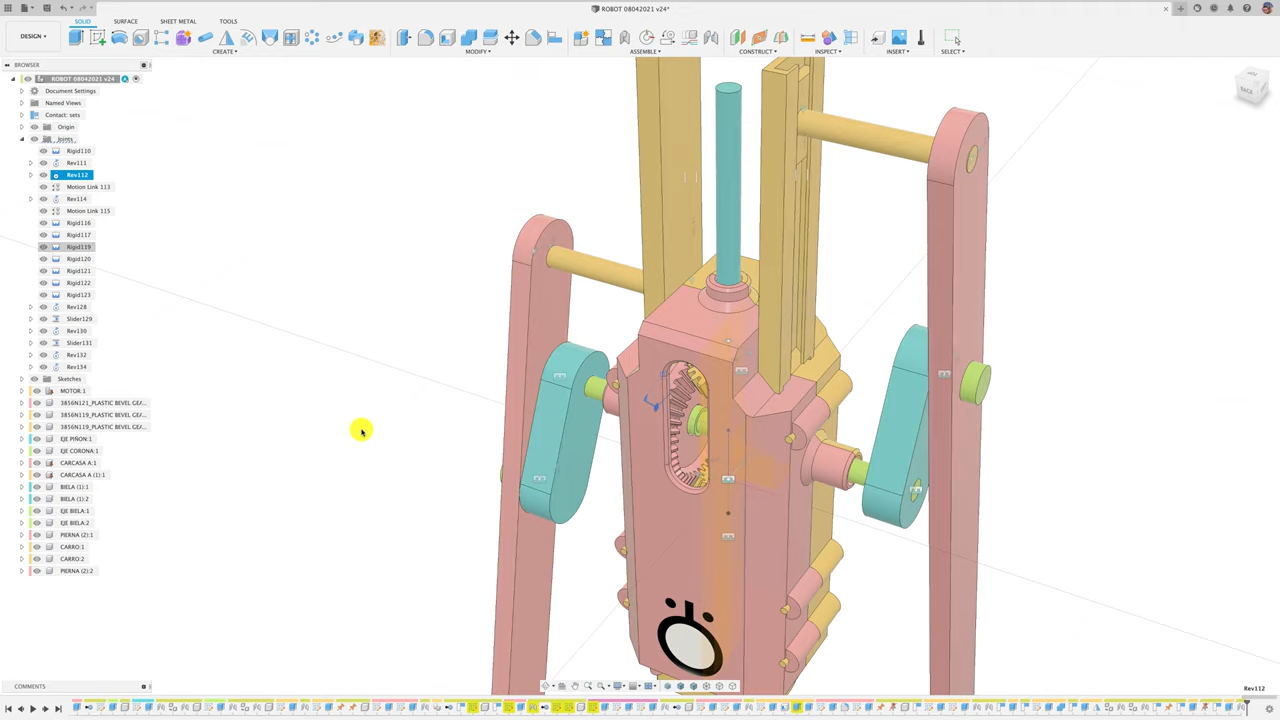 ROBOT 08042021 v24*
SOLID
SURFACE
SHEET METAL
TOOLS
DESIGN
CREATE
MODIFY
ASSEMBLE
CONSTRUCT
INSPECT
INSERT
SELECT
BROWSER
ROBOT 08042021 v24
Document Settings
Named Views
Contact: sets
Origin
Joints
Rigid110
Rev111
Rev112
Motion Link 113
Rev114
Motion Link 115
Rigid116
Rigid117
Rigid119
Rigid120
Rigid121
Rigid122
Rigid123
Rev128
Slider129
Rev130
Slider131
Rev132
Rev134
Sketches
MOTOR:1
3856N121_PLASTIC BEVEL GEA/...
3856N119_PLASTIC BEVEL GEA/...
3856N119_PLASTIC BEVEL GEA/...
EJE PIÑON:1
EJE CORONA:1
CARCASA A:1
CARCASA A (1):1
BIELA (1):1
BIELA (1):2
EJE BIELA:1
EJE BIELA:2
PIERNA (2):1
CARRO:1
CARRO:2
PIERNA (2):2
COMMENTS
Rev112